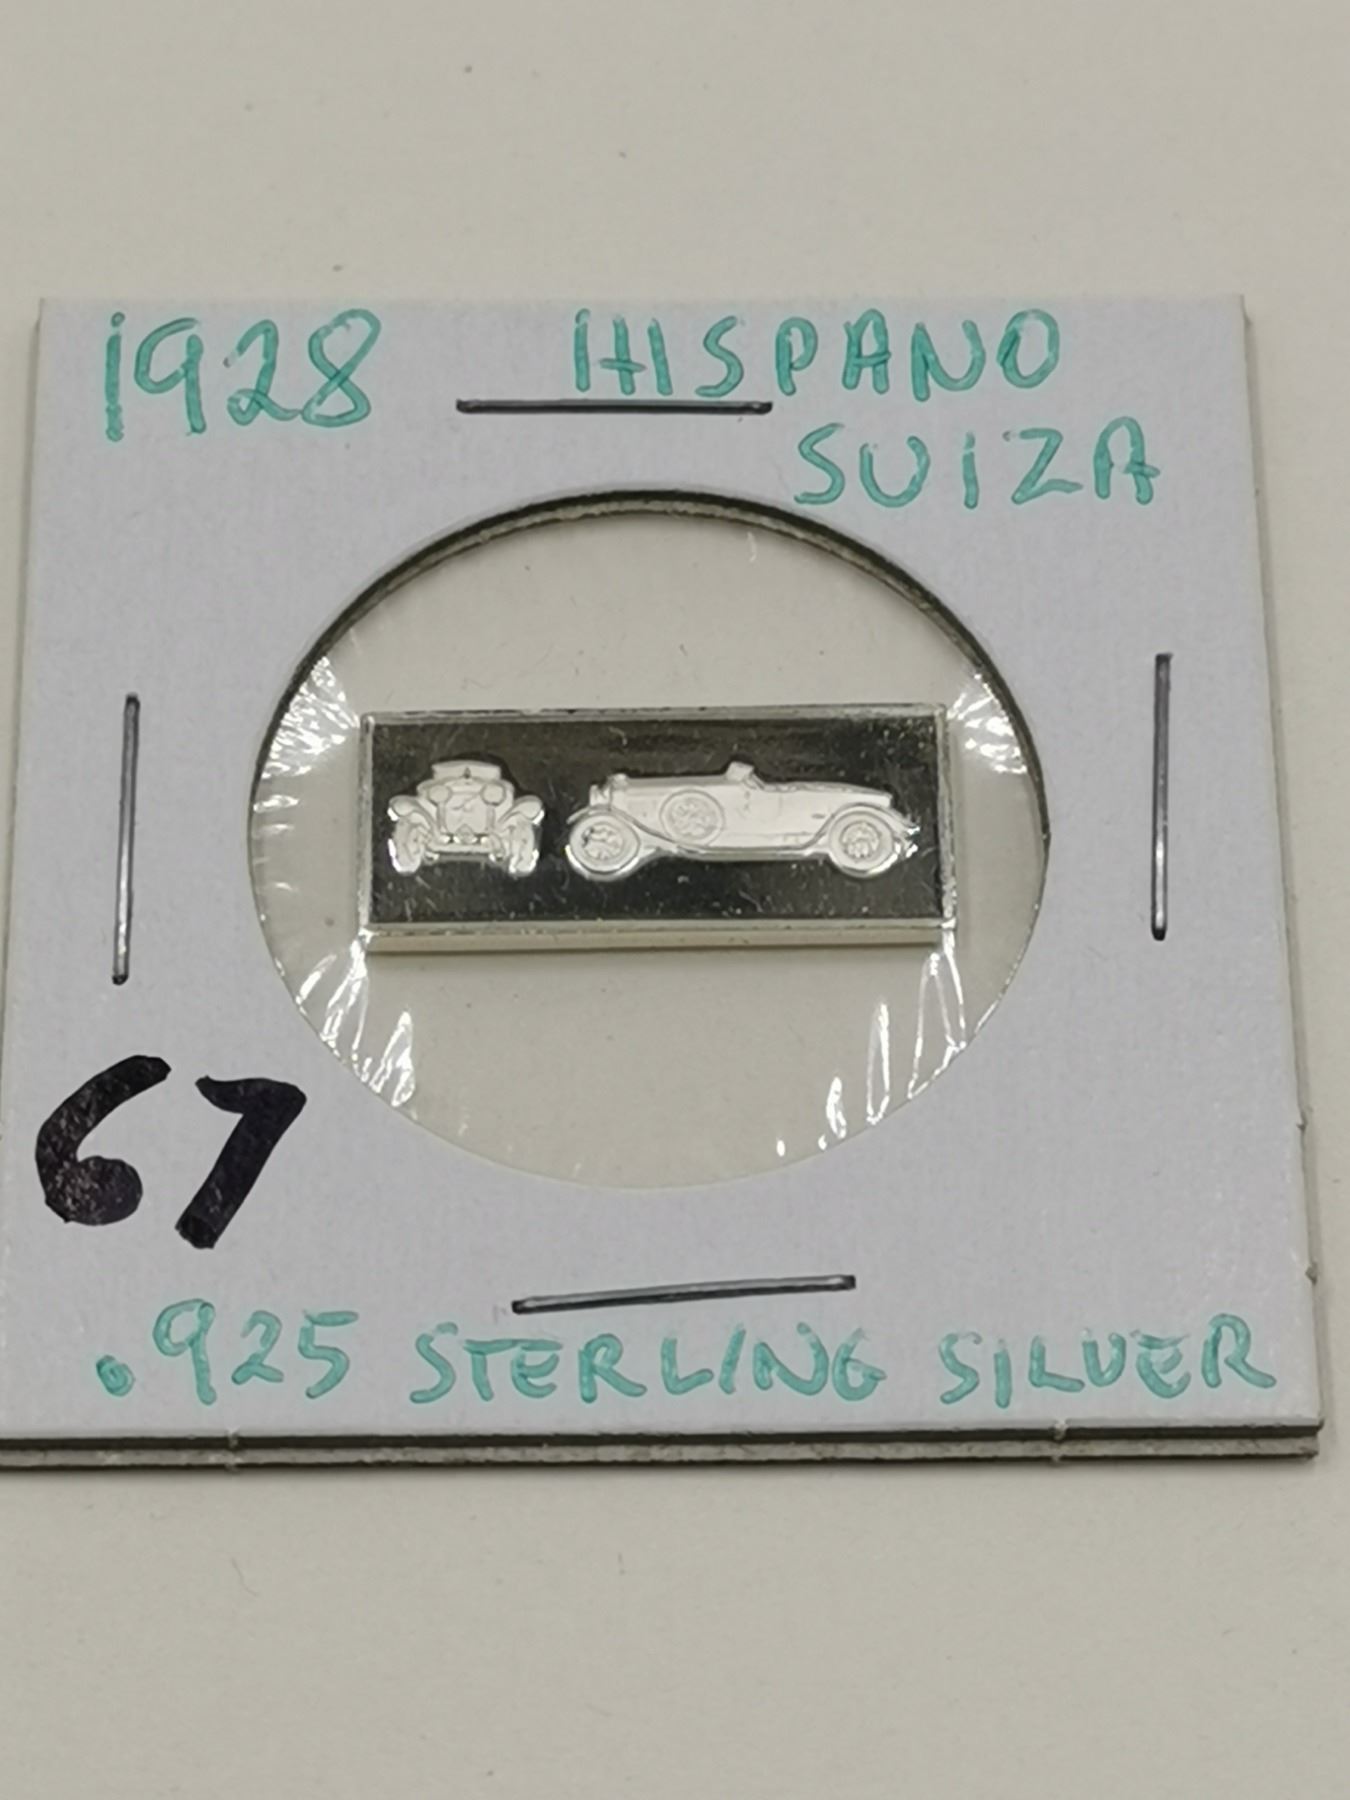 1928 HISPANO
SUIZA
67
.925 STERLING SILVER